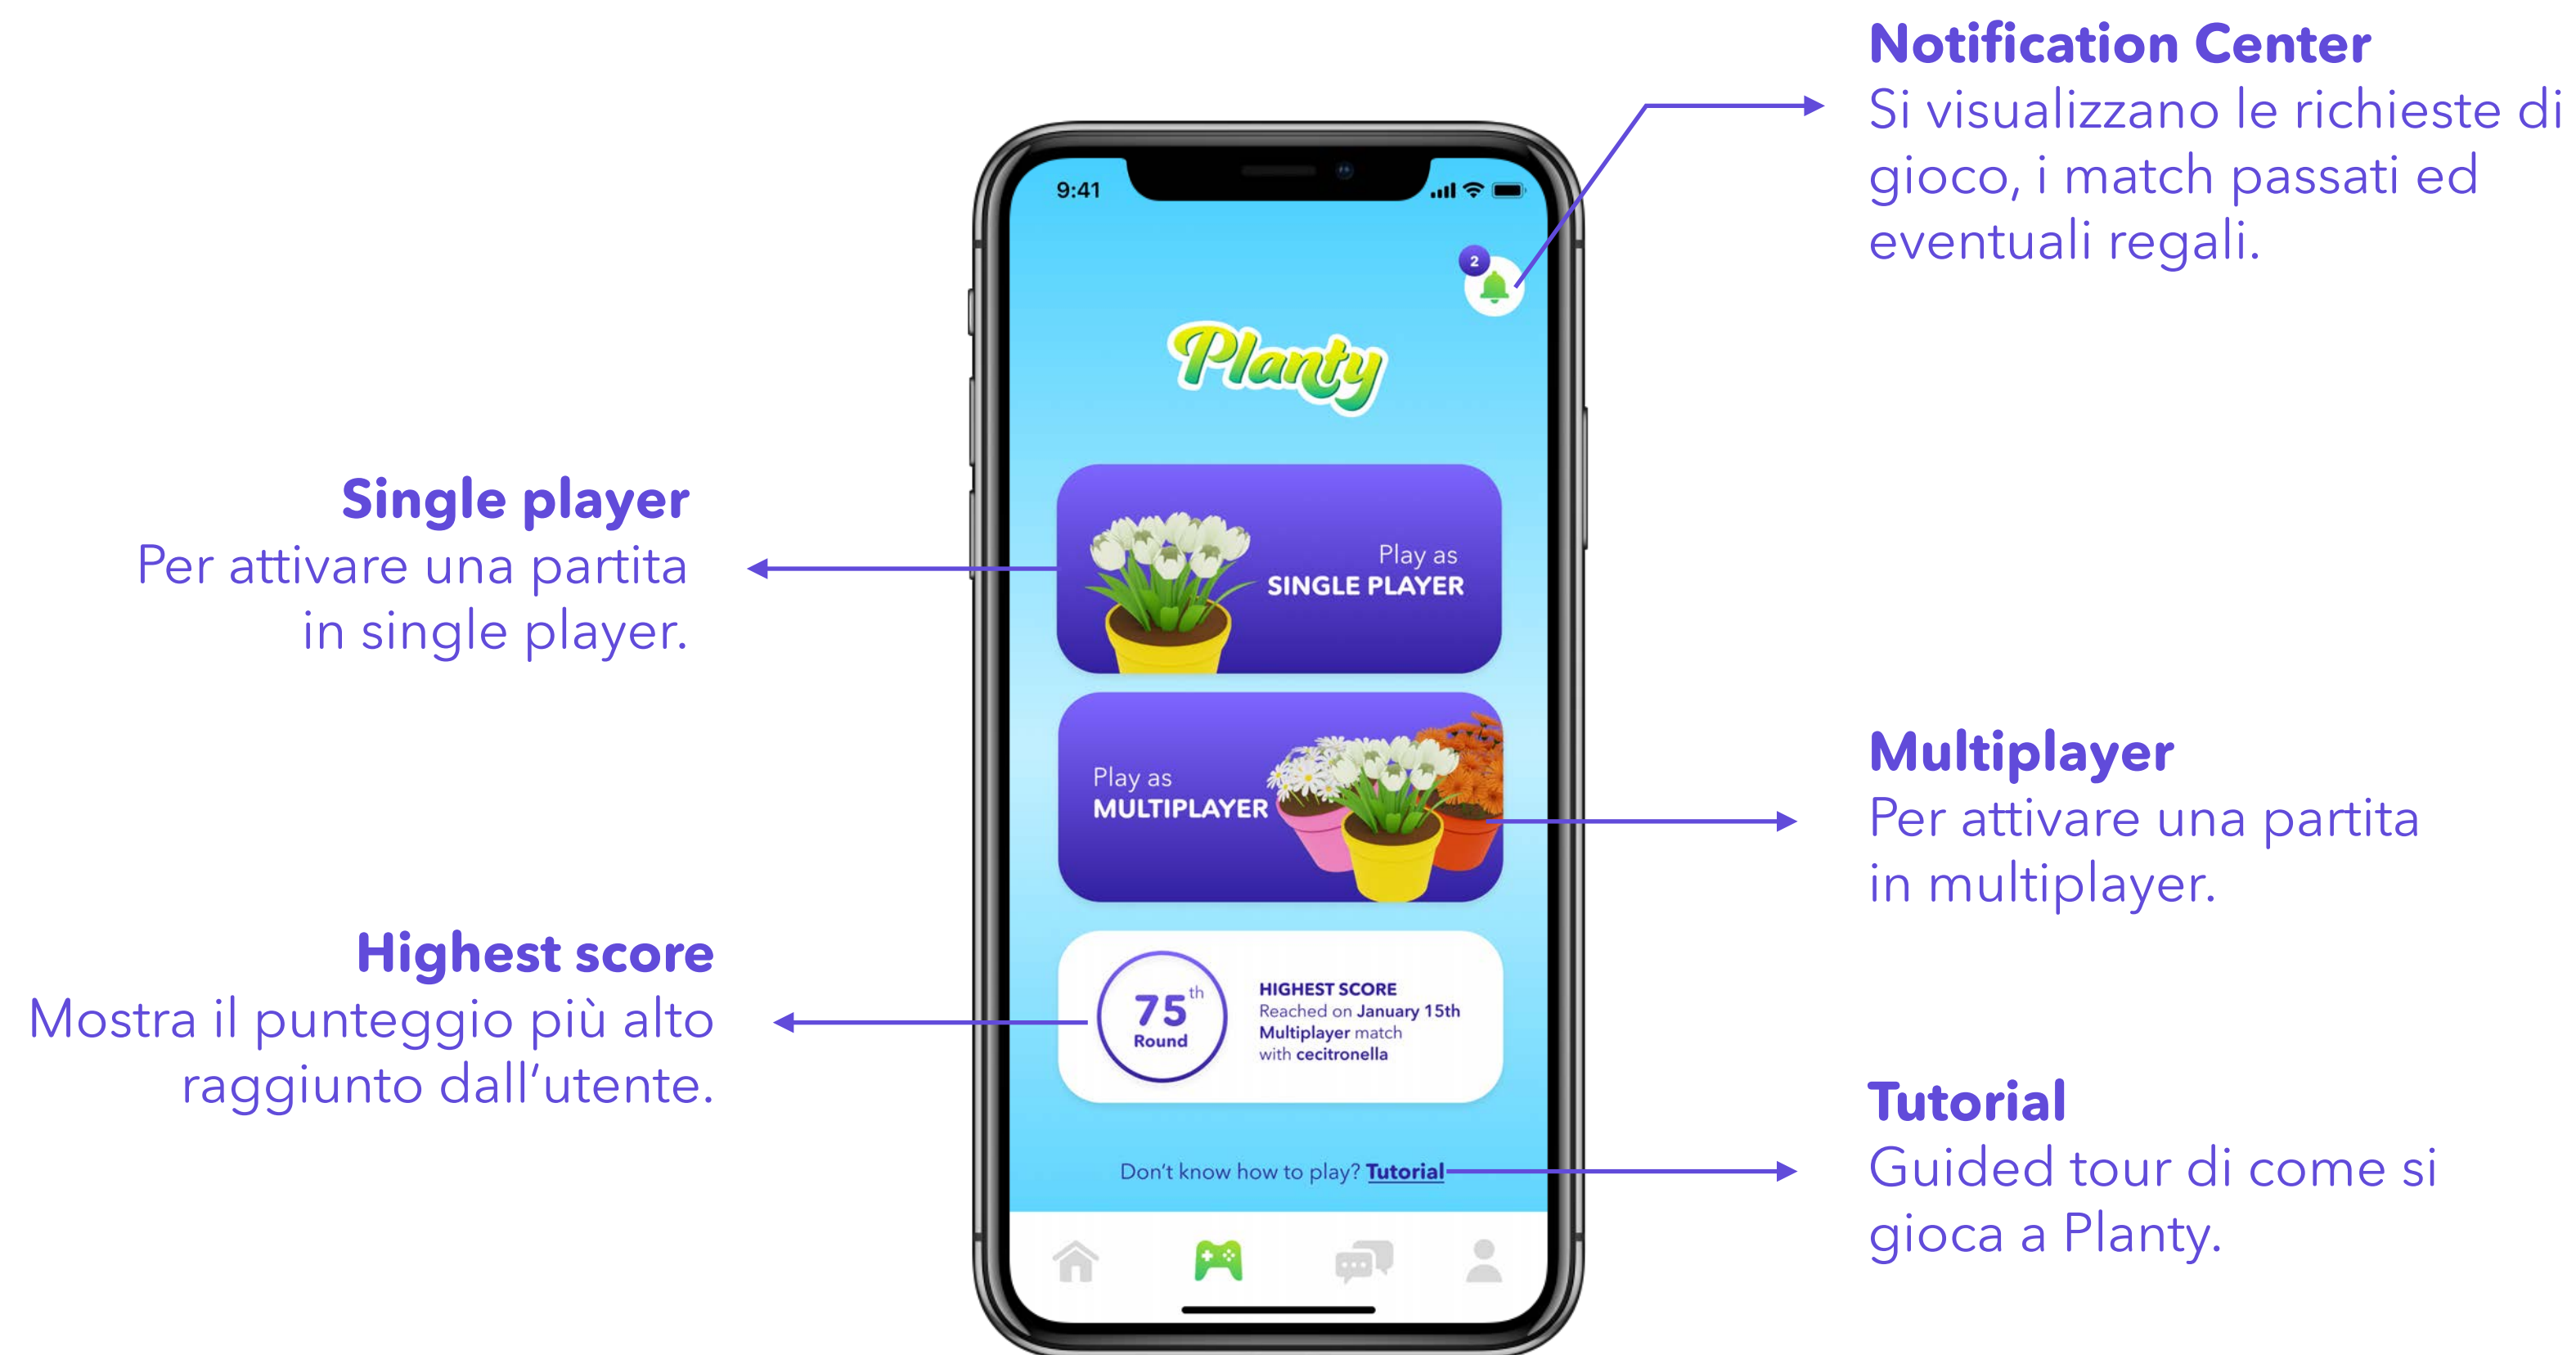 Notification Center
Si visualizzano le richieste di
gioco, i match passati ed
eventuali regali.
9:41
2
Planty
Single player
Per attivare una partita
in single player.
Play as
SINGLE PLAYER
Play as
MULTIPLAYER
Multiplayer
Per attivare una partita
in multiplayer.
Highest score
Mostra il punteggio più alto
raggiunto dall’utente.
75th
Round
HIGHEST SCORE
Reached on January 15th
Multiplayer match
with cecitronella
Don’t know how to play? Tutorial
Tutorial
Guided tour di come si
gioca a Planty.